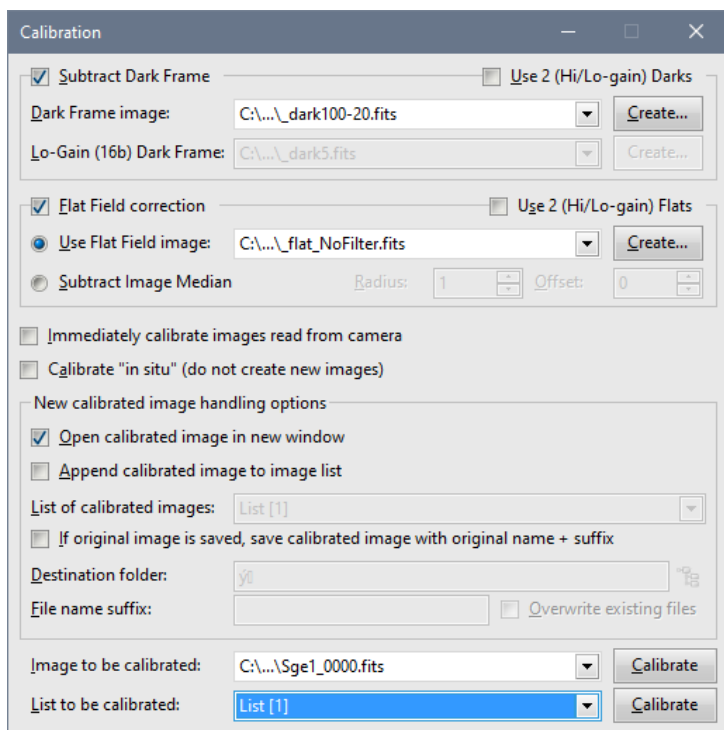 Calibration
Subtract Dark Frame Use 2 (Hi/Lo-gain) Darks
Dark Frame image: C:\...\_dark100-20.fits Create...
Lo-Gain (16b) Dark Frame: C:\...\_dark5.fits Create...
Flat Field correction Use 2 (Hi/Lo-gain) Flats
Use Flat Field image: C:\...\_flat_NoFilter.fits Create...
Subtract Image Median Radius: 1 Offset: 0
Immediately calibrate images read from camera
Calibrate "in situ" (do not create new images)
New calibrated image handling options
Open calibrated image in new window
Append calibrated image to image list
List of calibrated images: List [1]
If original image is saved, save calibrated image with original name + suffix
Destination folder:
File name suffix: Overwrite existing files
Image to be calibrated: C:\...\Sge1_0000.fits Calibrate
List to be calibrated: List [1] Calibrate